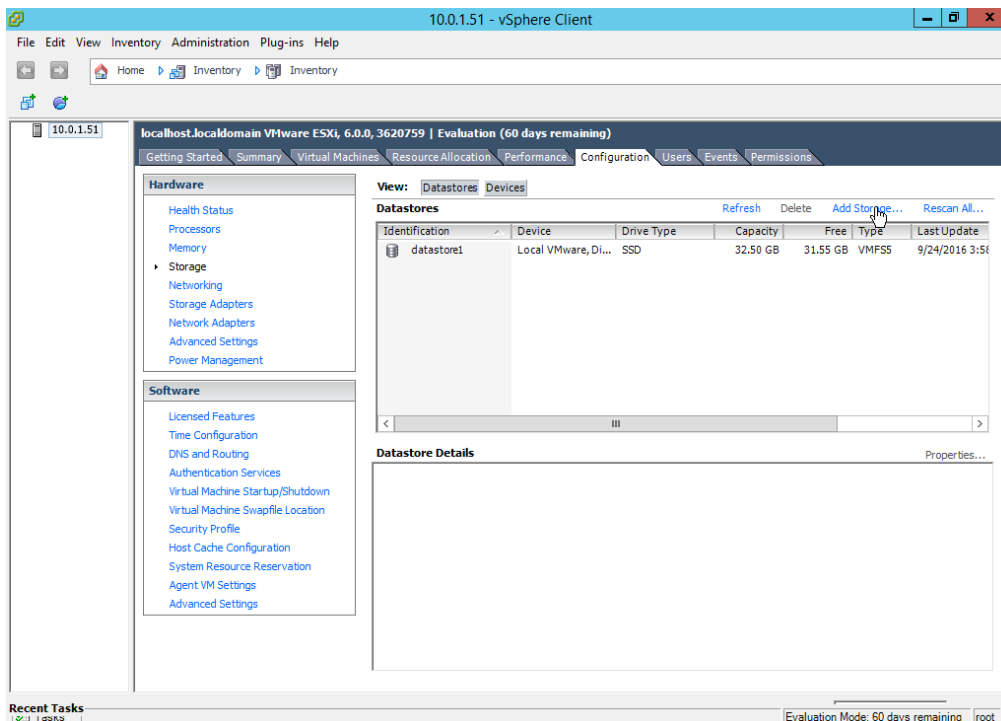 10.0.1.51 - vSphere Client
File Edit View Inventory Administration Plug-ins Help
Home Inventory Inventory
10.0.1.51
localhost.localdomain VMware ESXi, 6.0.0, 3620759 | Evaluation (60 days remaining)
Getting Started Summary Virtual Machines Resource Allocation Performance Configuration Users Events Permissions
Hardware
Health Status
Processors
Memory
Storage
Networking
Storage Adapters
Network Adapters
Advanced Settings
Power Management
Software
Licensed Features
Time Configuration
DNS and Routing
Authentication Services
Virtual Machine Startup/Shutdown
Virtual Machine Swapfile Location
Security Profile
Host Cache Configuration
System Resource Reservation
Agent VM Settings
Advanced Settings
View: Datastores Devices
Datastores Refresh Delete Add Storage... Rescan All...
Identification Device Drive Type Capacity Free Type Last Update
datastore1 Local VMware, Di... SSD 32.50 GB 31.55 GB VMFS5 9/24/2016 3:58
Datastore Details Properties...
Recent Tasks
Tasks Evaluation Mode: 60 days remaining root